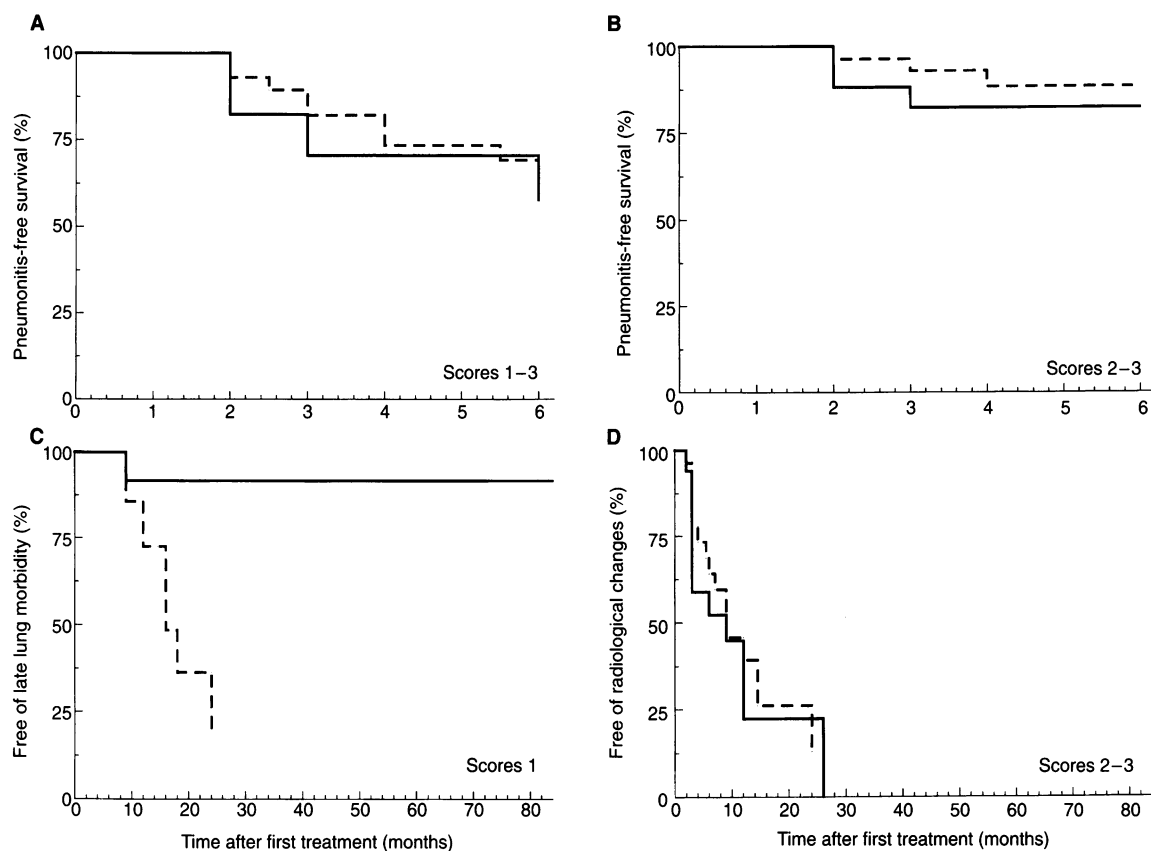 A
Pneumonitis-free survival (%)
100
75
50
25
0
Scores 1–3
0 1 2 3 4 5 6
B
Pneumonitis-free survival (%)
100
75
50
25
0
Scores 2–3
0 1 2 3 4 5 6
C
Free of late lung morbidity (%)
100
75
50
25
0
Scores 1
0 10 20 30 40 50 60 70 80
Time after first treatment (months)
D
Free of radiological changes (%)
100
75
50
25
0
Scores 2–3
0 10 20 30 40 50 60 70 80
Time after first treatment (months)